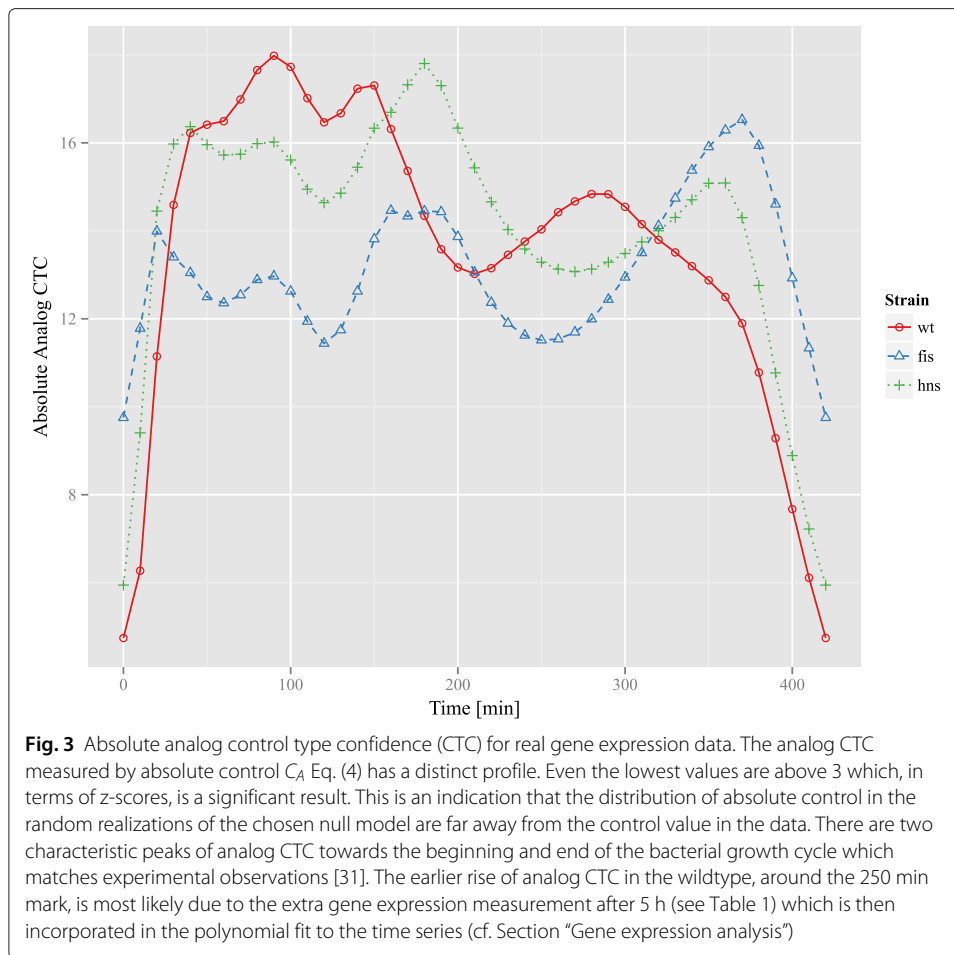 16
12
8
Absolute Analog CTC
0
100
200
300
400
Time [min]
Strain
wt
fis
hns
Fig. 3 Absolute analog control type confidence (CTC) for real gene expression data. The analog CTC
measured by absolute control C_A Eq. (4) has a distinct profile. Even the lowest values are above 3 which, in
terms of z-scores, is a significant result. This is an indication that the distribution of absolute control in the
random realizations of the chosen null model are far away from the control value in the data. There are two
characteristic peaks of analog CTC towards the beginning and end of the bacterial growth cycle which
matches experimental observations [31]. The earlier rise of analog CTC in the wildtype, around the 250 min
mark, is most likely due to the extra gene expression measurement after 5 h (see Table 1) which is then
incorporated in the polynomial fit to the time series (cf. Section “Gene expression analysis”)